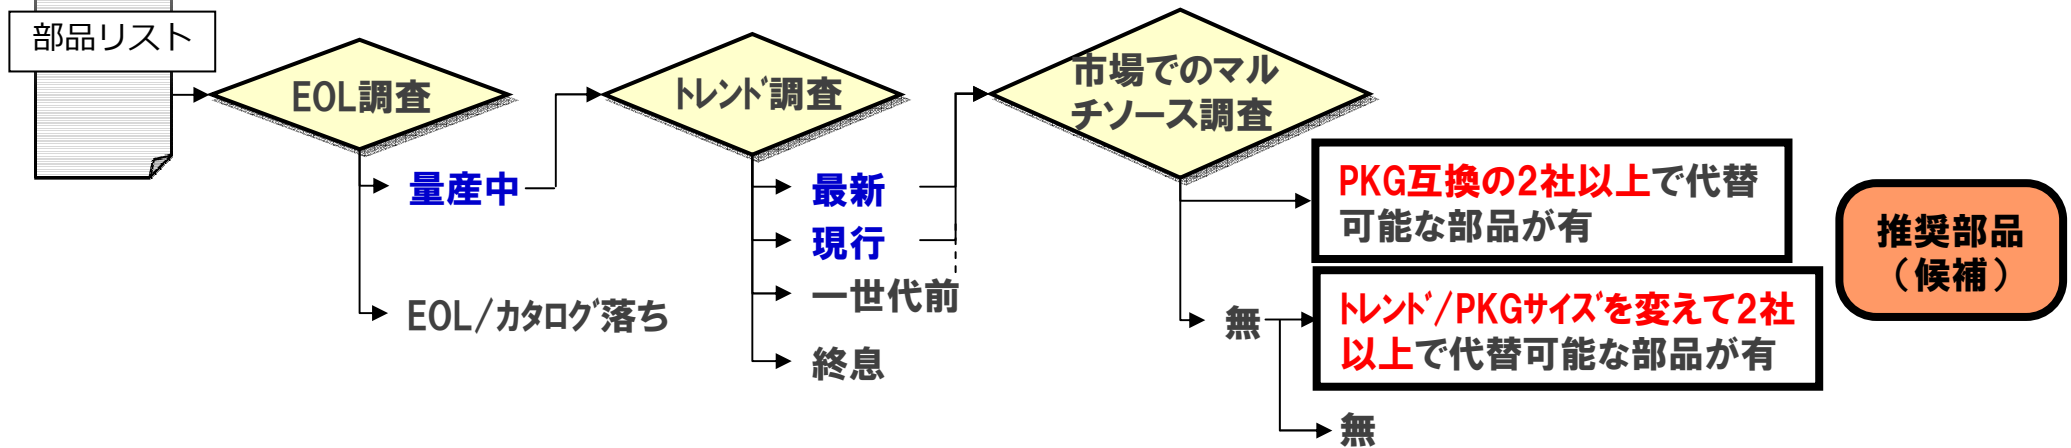 部品リスト
EOL調査
量産中
EOL/ｶﾀﾛｸﾞ落ち
ﾄﾚﾝﾄﾞ調査
最新
現行
一世代前
終息
市場でのマル
チソース調査
PKG互換の2社以上で代替
可能な部品が有
無
ﾄﾚﾝﾄﾞ/PKGｻｲｽﾞを変えて2社
以上で代替可能な部品が有
無
推奨部品
（候補）